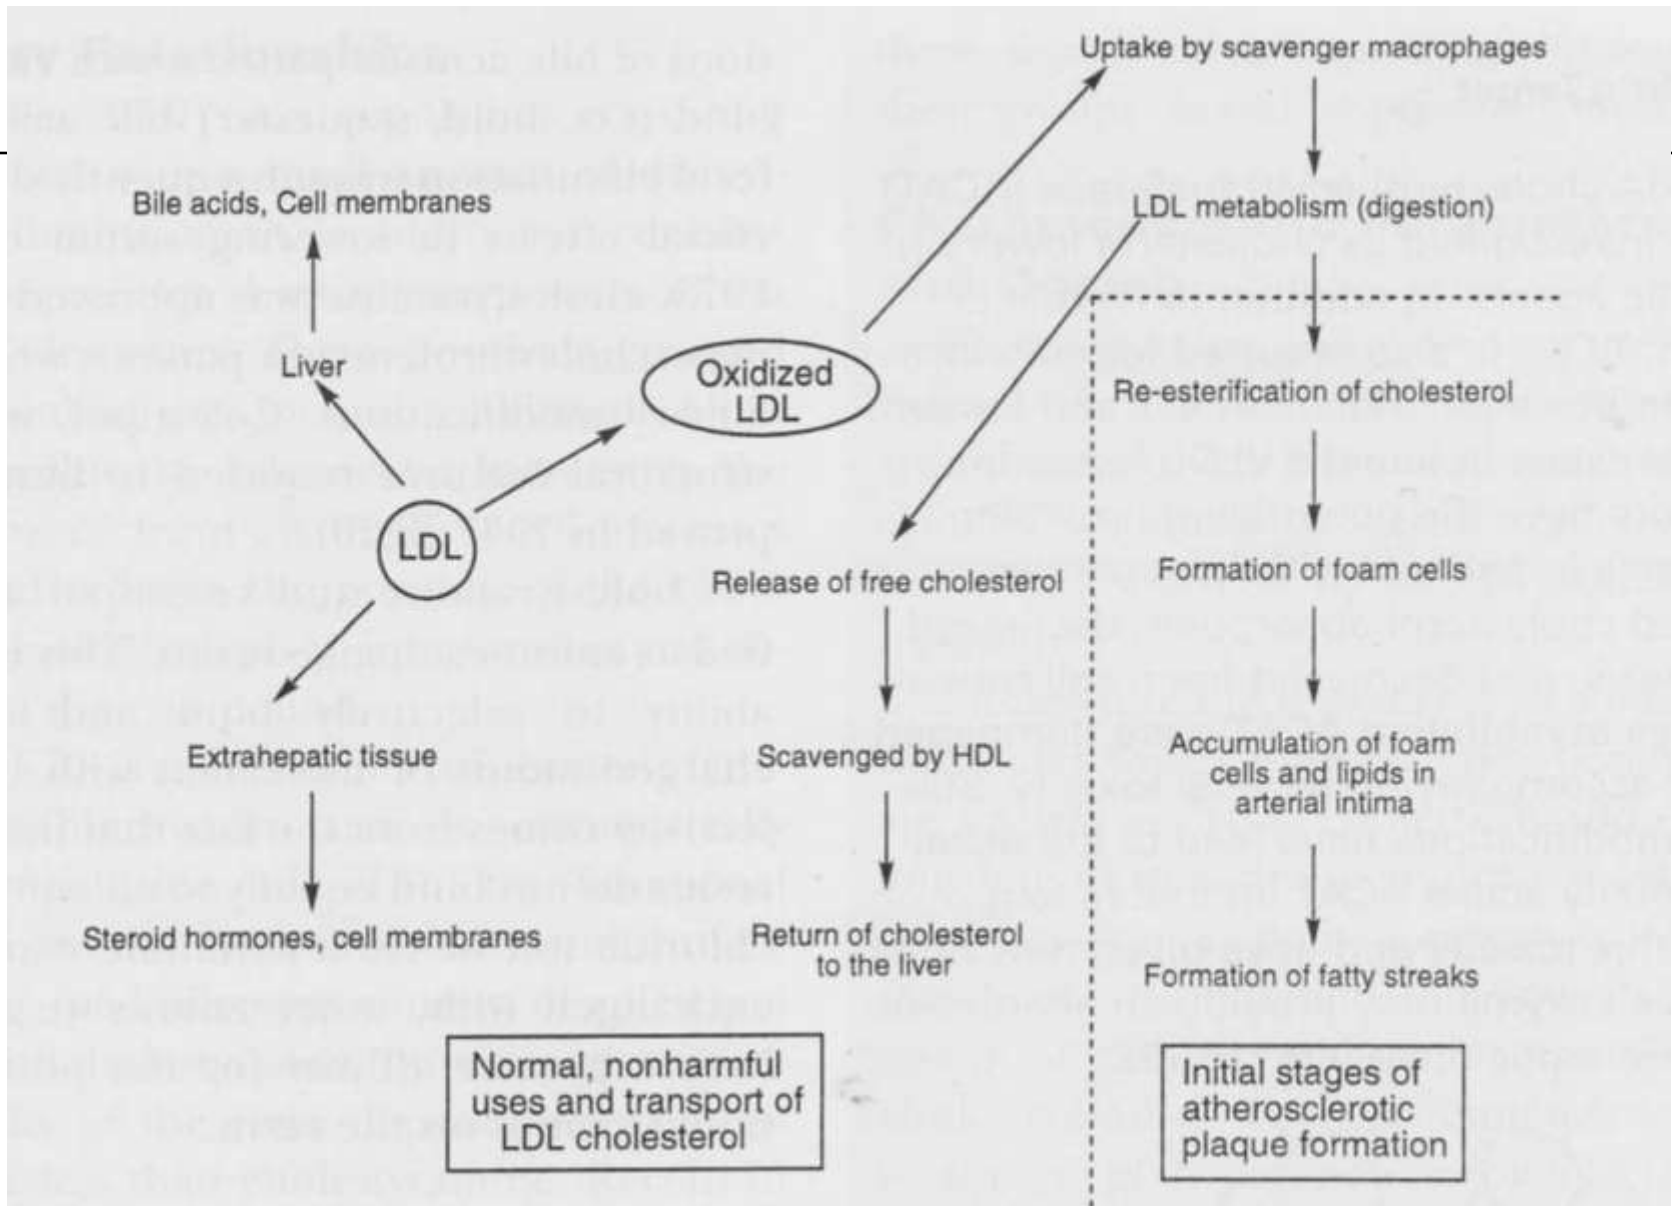 Uptake by scavenger macrophages
Bile acids, Cell membranes
LDL metabolism (digestion)
Liver
Oxidized
LDL
Re-esterification of cholesterol
LDL
Release of free cholesterol
Formation of foam cells
Extrahepatic tissue
Scavenged by HDL
Accumulation of foam
cells and lipids in
arterial intima
Steroid hormones, cell membranes
Return of cholesterol
to the liver
Formation of fatty streaks
Normal, nonharmful
uses and transport of
LDL cholesterol
Initial stages of
atherosclerotic
plaque formation